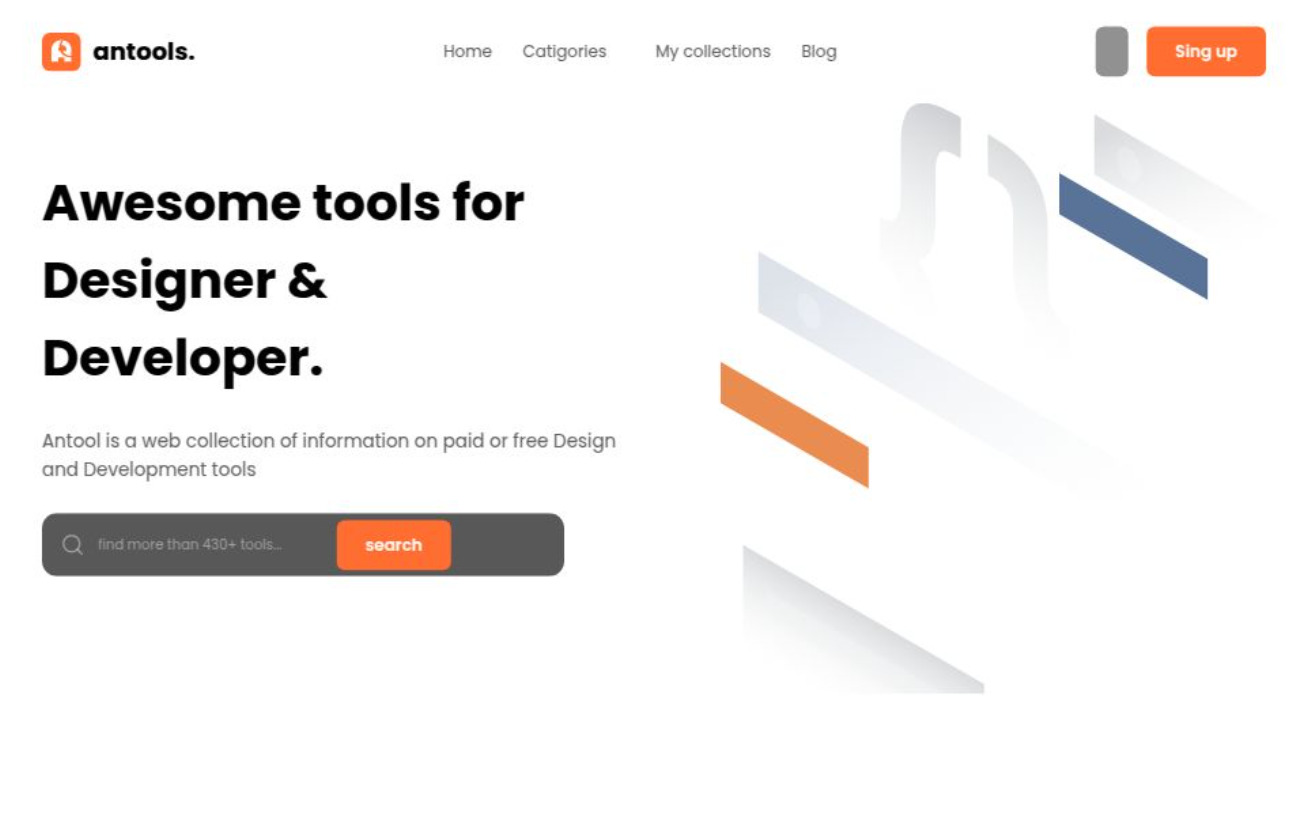 antools.
Home Catigories My collections Blog
Sing up
Awesome tools for
Designer &
Developer.
Antool is a web collection of information on paid or free Design
and Development tools
find more than 430+ tools...
search